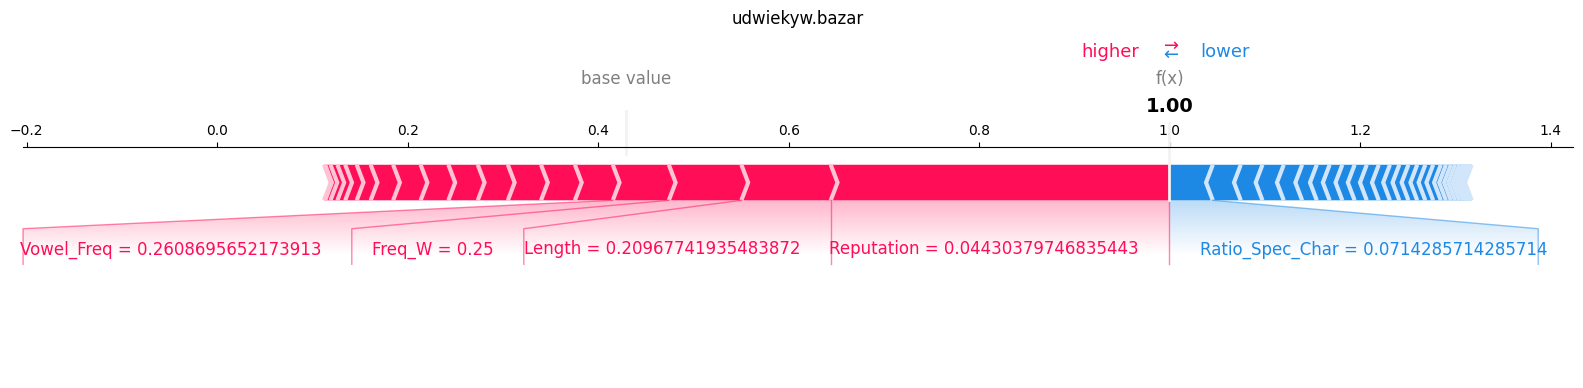 udwiekyw.bazar
higher ⇄ lower
base value f(x)
1.00
−0.2 0.0 0.2 0.4 0.6 0.8 1.0 1.2 1.4
Vowel_Freq = 0.2608695652173913 Freq_W = 0.25 Length = 0.20967741935483872 Reputation = 0.04430379746835443 Ratio_Spec_Char = 0.0714285714285714